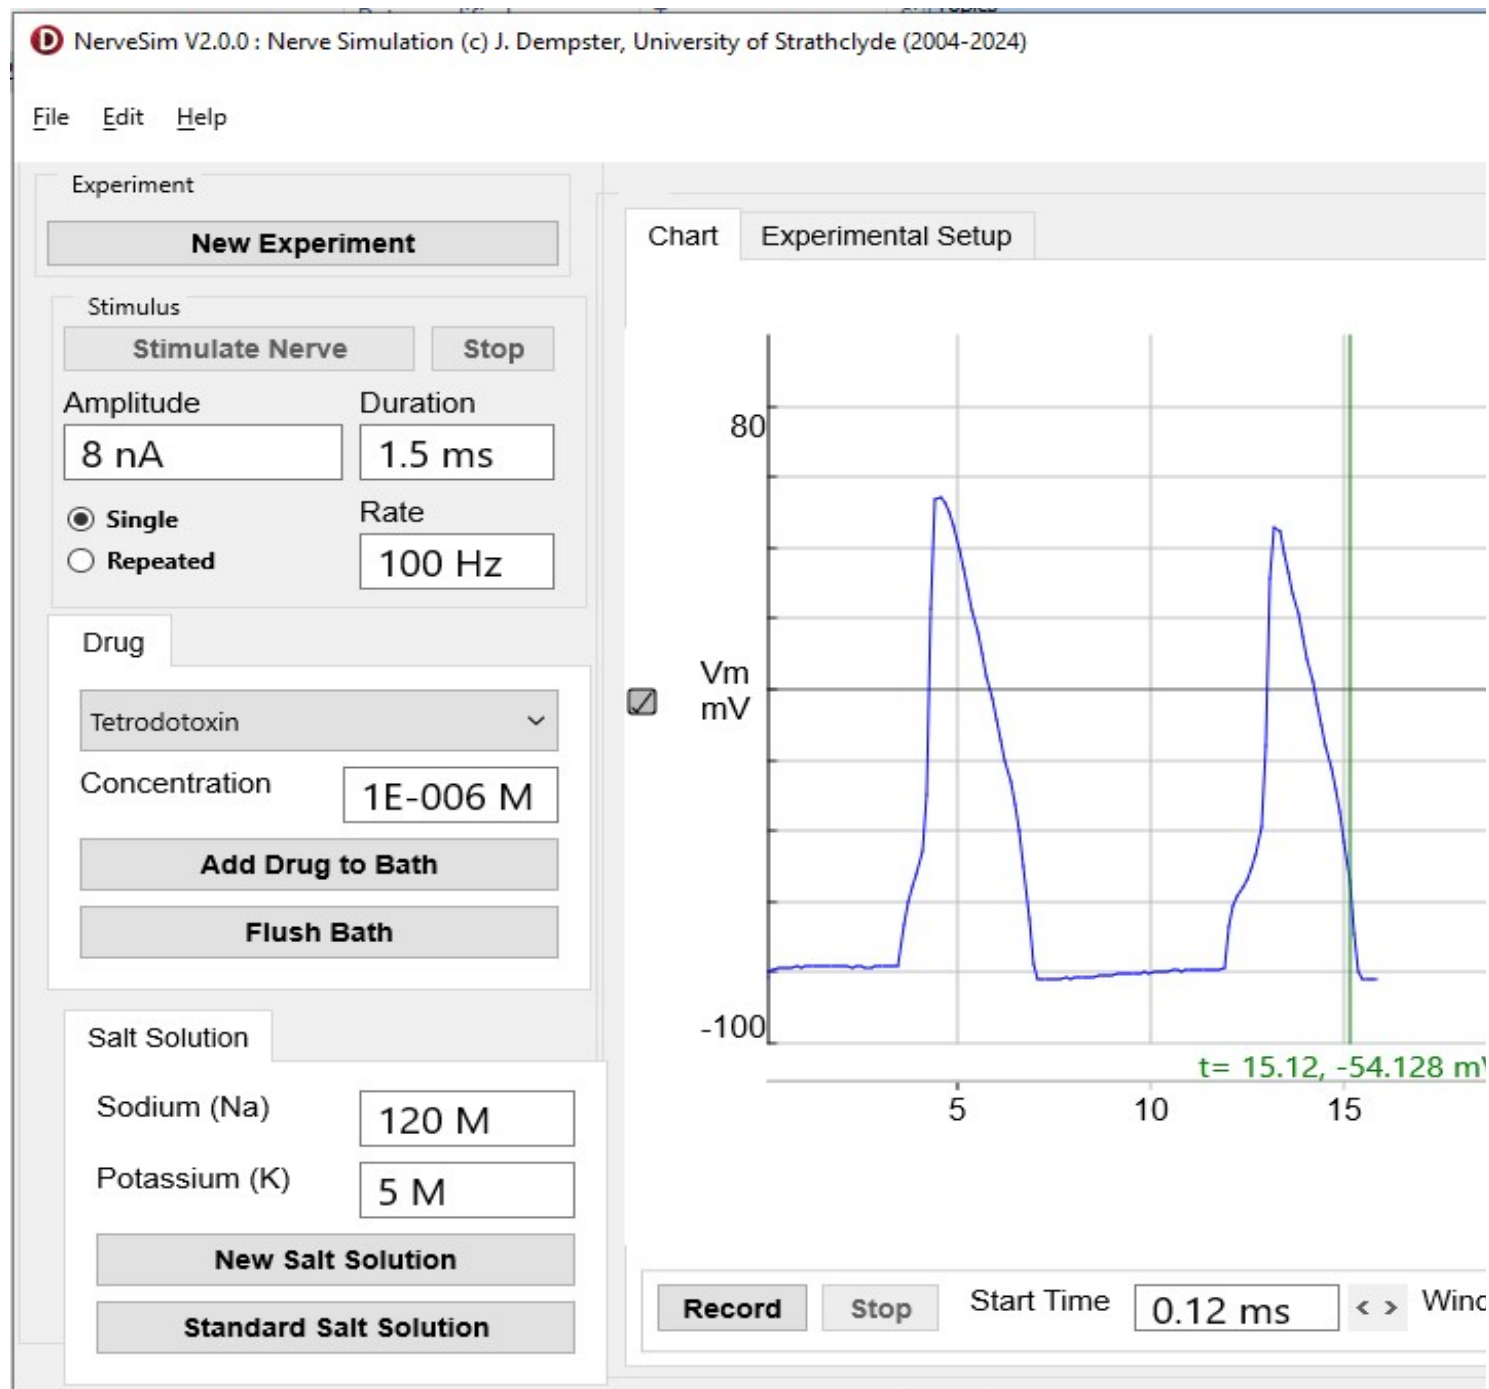 NerveSim V2.0.0 : Nerve Simulation (c) J. Dempster, University of Strathclyde (2004-2024)
File Edit Help
Experiment
New Experiment
Stimulus
Stimulate Nerve Stop
Amplitude Duration
8 nA 1.5 ms
Single
Repeated
Rate
100 Hz
Drug
Tetrodotoxin
Concentration 1E-006 M
Add Drug to Bath
Flush Bath
Salt Solution
Sodium (Na) 120 M
Potassium (K) 5 M
New Salt Solution
Standard Salt Solution
Chart Experimental Setup
80
Vm
mV
-100
t= 15.12, -54.128 mV
5 10 15
Record Stop Start Time 0.12 ms < >